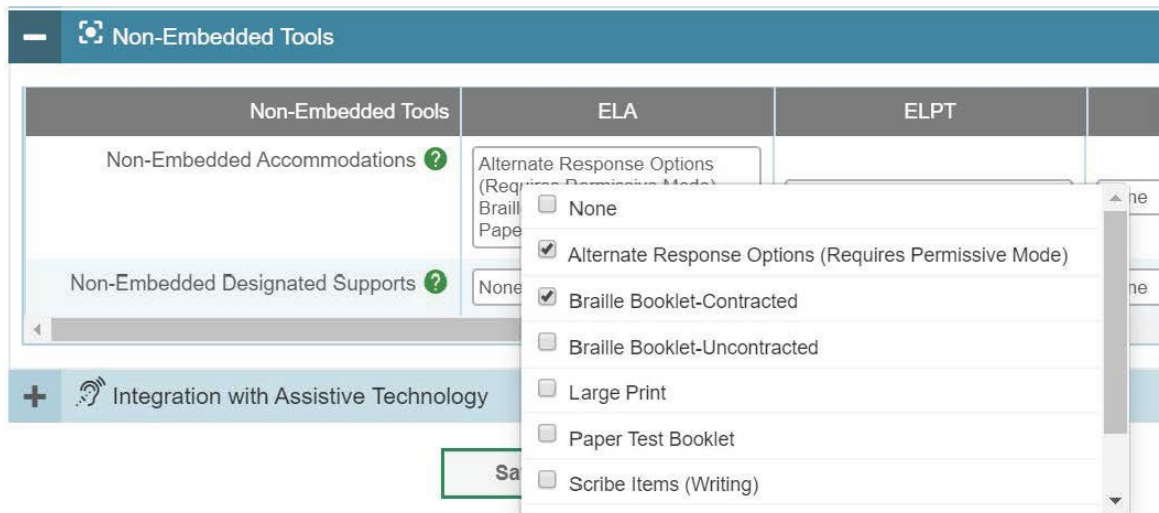 Non-Embedded Tools
Non-Embedded Tools ELA ELPT
Non-Embedded Accommodations ?
Alternate Response Options
None
Alternate Response Options (Requires Permissive Mode)
Non-Embedded Designated Supports ?
None
Braille Booklet-Contracted
Braille Booklet-Uncontracted
Integration with Assistive Technology
Large Print
Paper Test Booklet
Scribe Items (Writing)